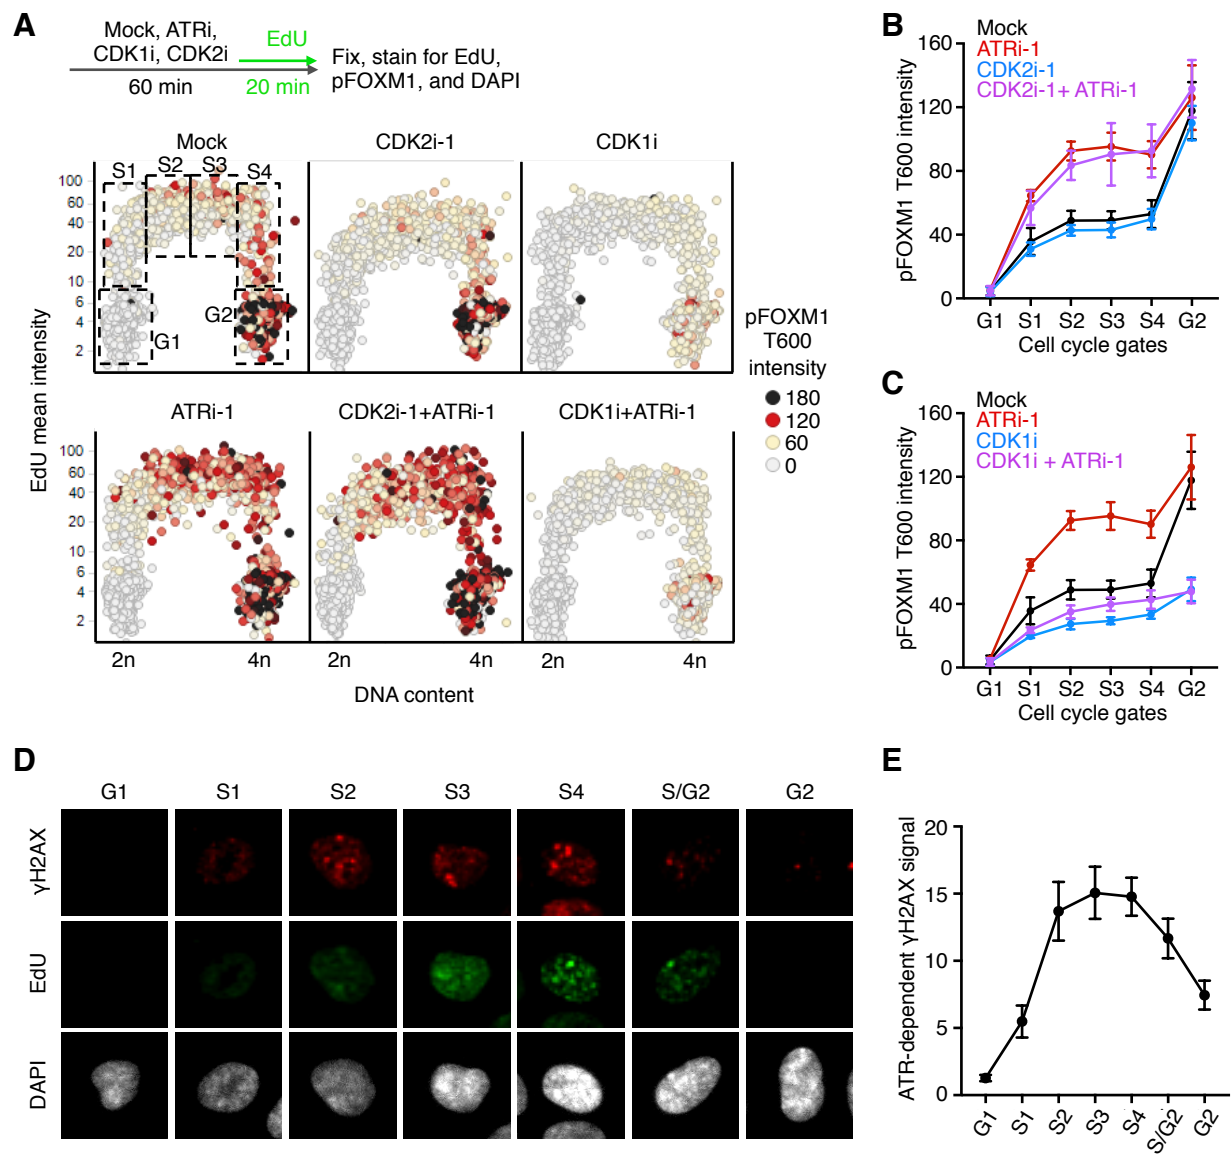 A
Mock, ATRi,
CDK1i, CDK2i
EdU
60 min
20 min
Fix, stain for EdU,
pFOXM1, and DAPI
Mock
CDK2i-1
CDK1i
S1
S2
S3
S4
G1
G2
100
60
40
20
10
6
4
2
EdU mean intensity
ATRi-1
CDK2i-1+ATRi-1
CDK1i+ATRi-1
100
60
40
20
10
6
4
2
2n
4n
2n
4n
2n
4n
DNA content
pFOXM1
T600
intensity
180
120
60
0
B
Mock
ATRi-1
CDK2i-1
CDK2i-1+ ATRi-1
pFOXM1 T600 intensity
160
120
80
40
0
G1 S1 S2 S3 S4 G2
Cell cycle gates
C
Mock
ATRi-1
CDK1i
CDK1i + ATRi-1
pFOXM1 T600 intensity
160
120
80
40
0
G1 S1 S2 S3 S4 G2
Cell cycle gates
D
G1 S1 S2 S3 S4 S/G2 G2
γH2AX
EdU
DAPI
E
ATR-dependent γH2AX signal
20
15
10
5
0
G1 S1 S2 S3 S4 S/G2 G2